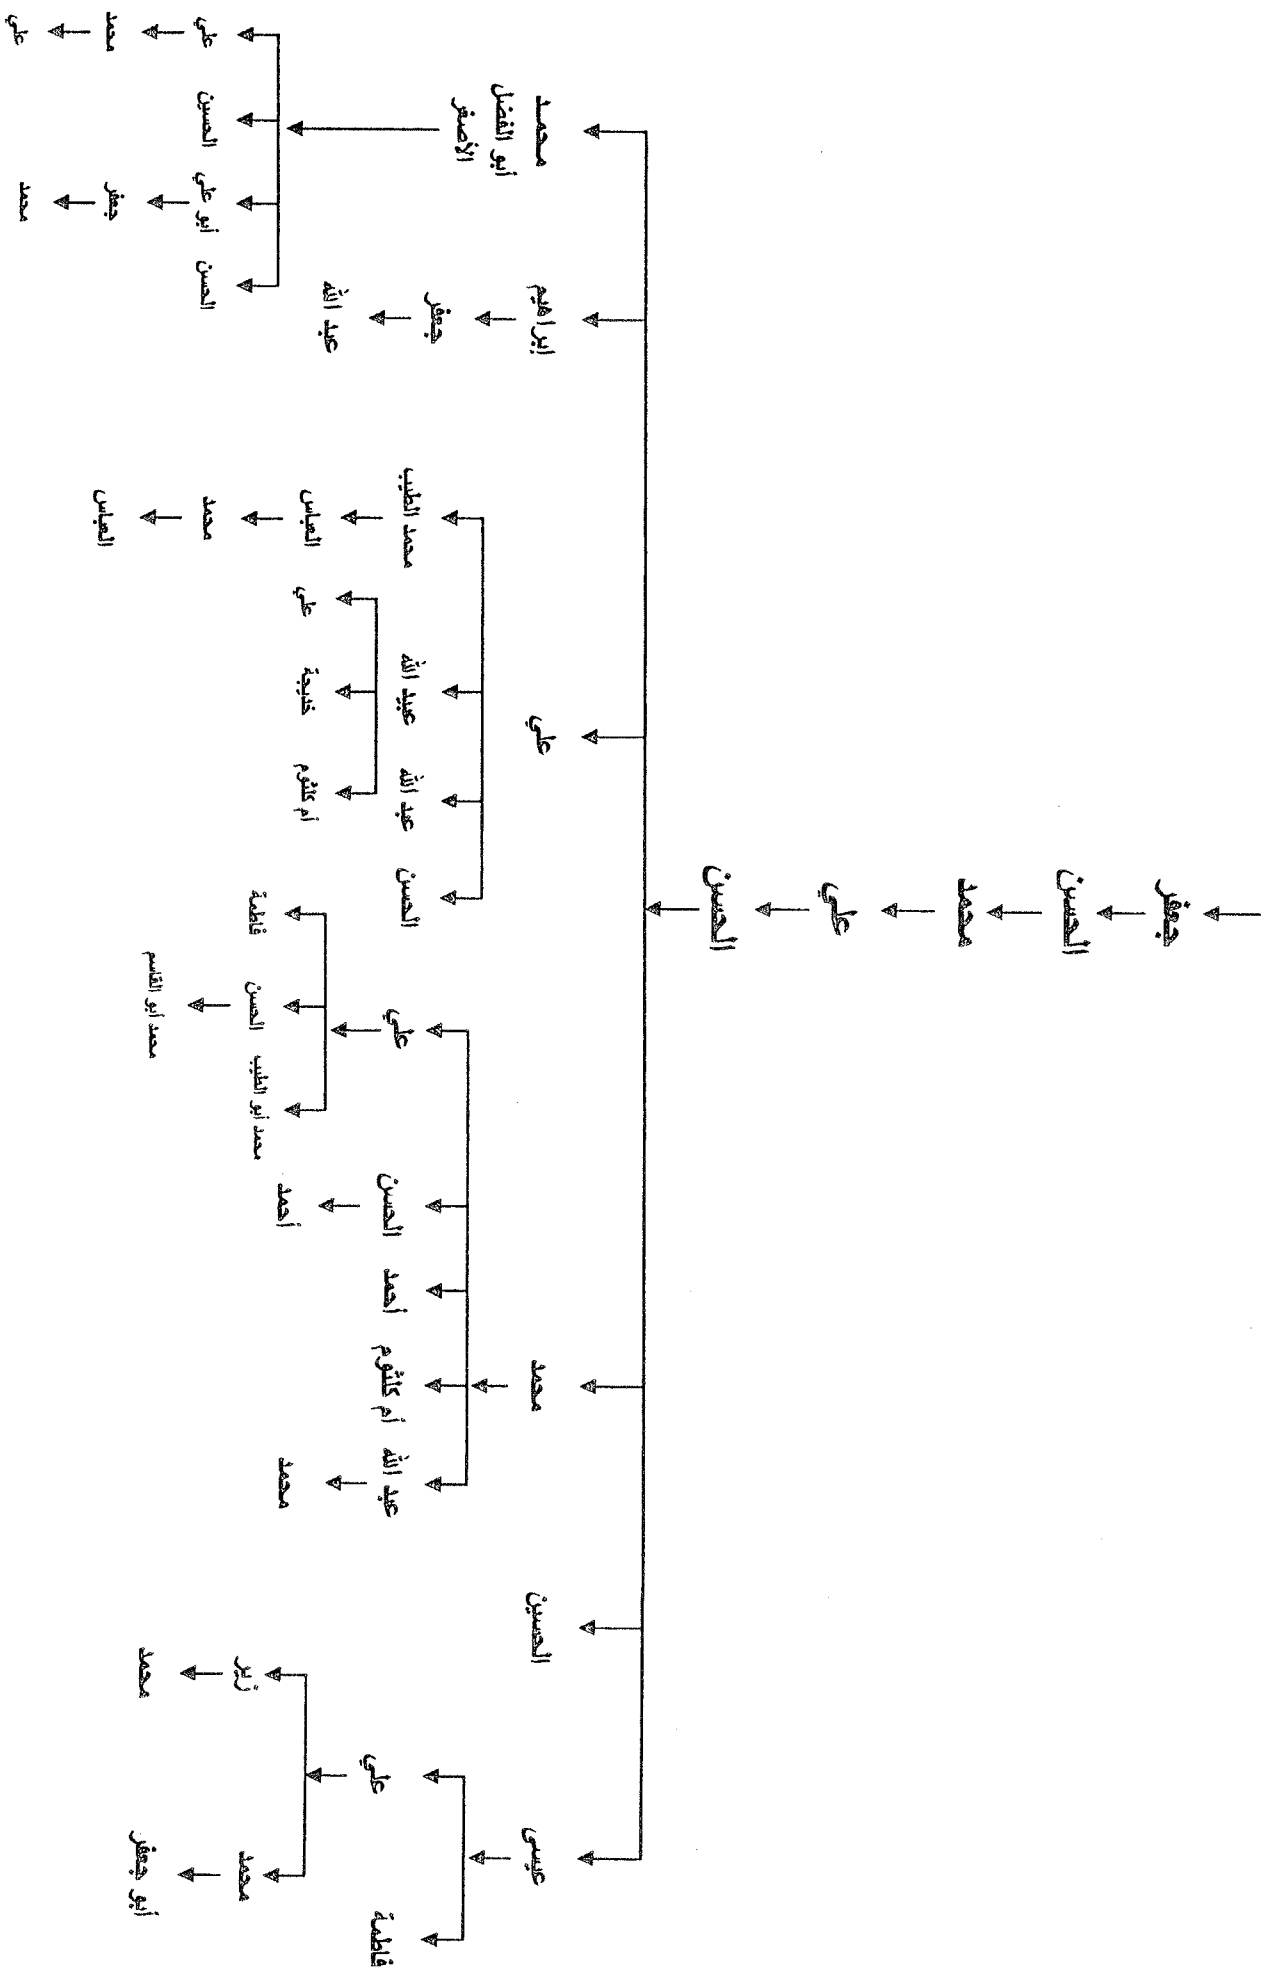 جعفر
الحسين
محمد
علي
الحسن
عيسى
الحسين
محمد
علي
إبراهيم
محمد
أبو الفضل
الأصغر
فاطمة
علي
محمد
أبو جعفر
زير
محمد
عبد الله
محمد
أم كلثوم
أحمد
الحسن
أحمد
علي
محمد أبو الطيب
الحسن
محمد أبو القاسم
فاطمة
الحسن
عبد الله
عبيد الله
أم كلثوم
خديجة
علي
محمد الطيب
العباس
محمد
العباس
جعفر
عبد الله
الحسن
أبو علي
جعفر
محمد
الحسين
علي
محمد
علي